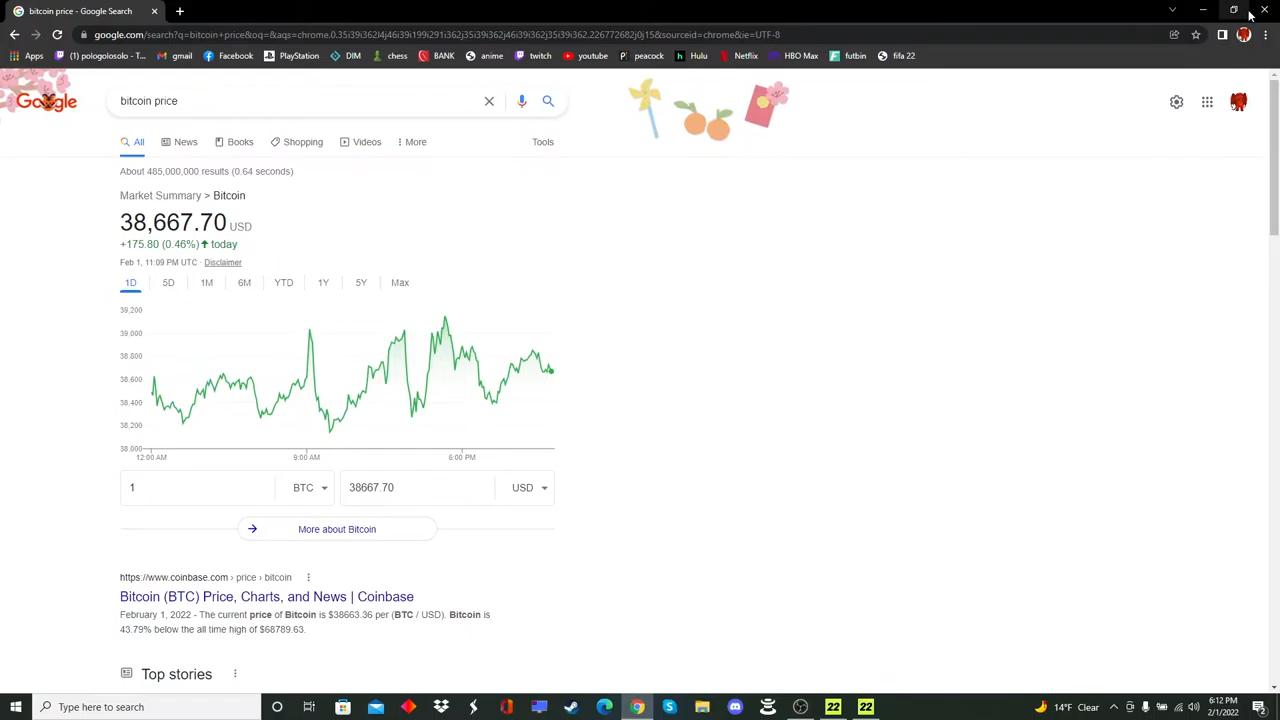 bitcoin price - Google Search
google.com/search?q=bitcoin+price&oq=&aqs=chrome.0.35i39i362l4j46i39i199i291i362j35i39i362j46i39i362j35i39i362.226772682j0j15&sourceid=chrome&ie=UTF-8
Apps pologolosolo - T... gmail Facebook PlayStation DIM chess BANK anime twitch youtube peacock Hulu Netflix HBO Max futbin fifa 22
Google
bitcoin price
All News Books Shopping Videos More Tools
About 485,000,000 results (0.64 seconds)
Market Summary > Bitcoin
38,667.70 USD
+175.80 (0.46%) today
Feb 1, 11:09 PM UTC · Disclaimer
1D 5D 1M 6M YTD 1Y 5Y Max
39,200
39,000
38,800
38,600
38,400
38,200
38,000
12:00 AM 9:00 AM 6:00 PM
1 BTC 38667.70 USD
More about Bitcoin
https://www.coinbase.com › price › bitcoin
Bitcoin (BTC) Price, Charts, and News | Coinbase
February 1, 2022 - The current price of Bitcoin is $38663.36 per (BTC / USD). Bitcoin is
43.79% below the all time high of $68789.63.
Top stories
Type here to search
22 22
14°F Clear
6:12 PM
2/1/2022